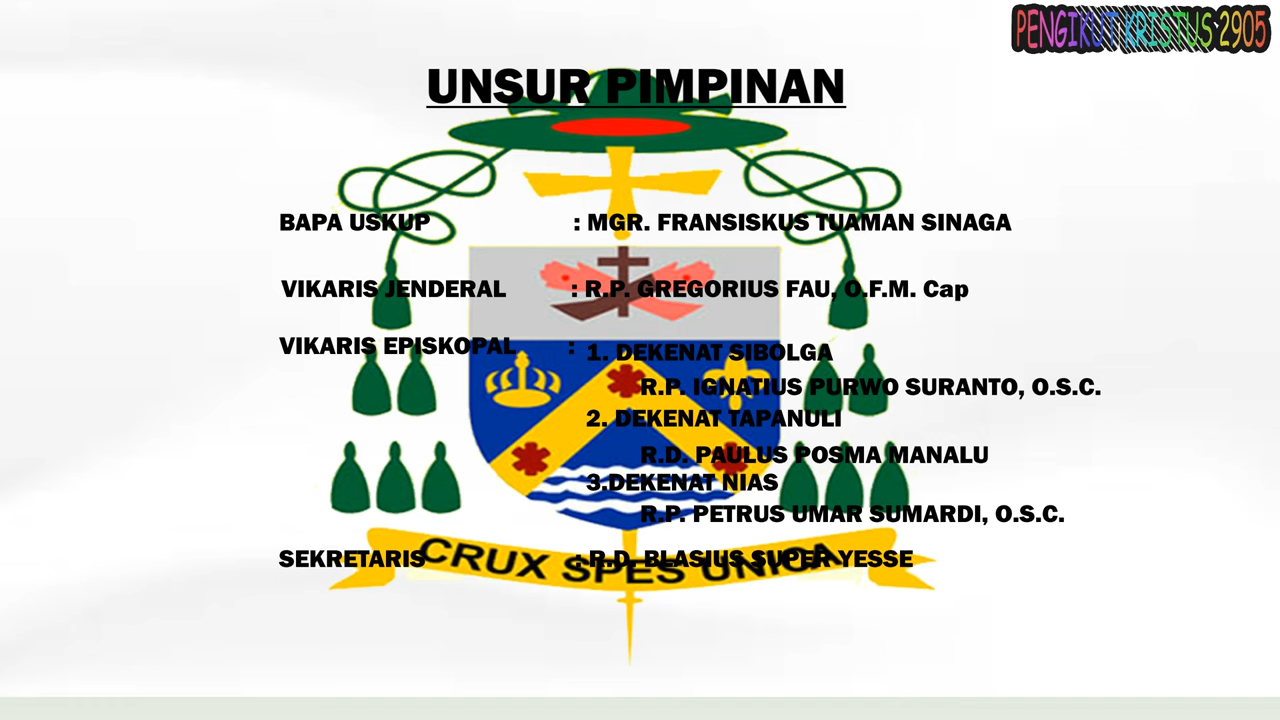 PENGIKUT KRISTUS 2905
UNSUR PIMPINAN
BAPA USKUP : MGR. FRANSISKUS TUAMAN SINAGA
VIKARIS JENDERAL : R.P. GREGORIUS FAU, O.F.M. Cap
VIKARIS EPISKOPAL : 1. DEKENAT SIBOLGA
R.P. IGNATIUS PURWO SURANTO, O.S.C.
2. DEKENAT TAPANULI
R.D. PAULUS POSMA MANALU
3.DEKENAT NIAS
R.P. PETRUS UMAR SUMARDI, O.S.C.
SEKRETARIS : R.D. BLASIUS SUPER YESSE
CRUX SPES UNICA